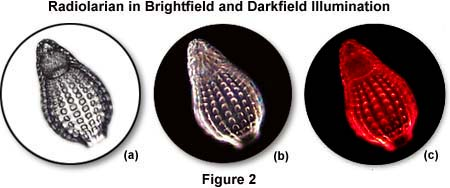 Radiolarian in Brightfield and Darkfield Illumination
(a)
(b)
(c)
Figure 2